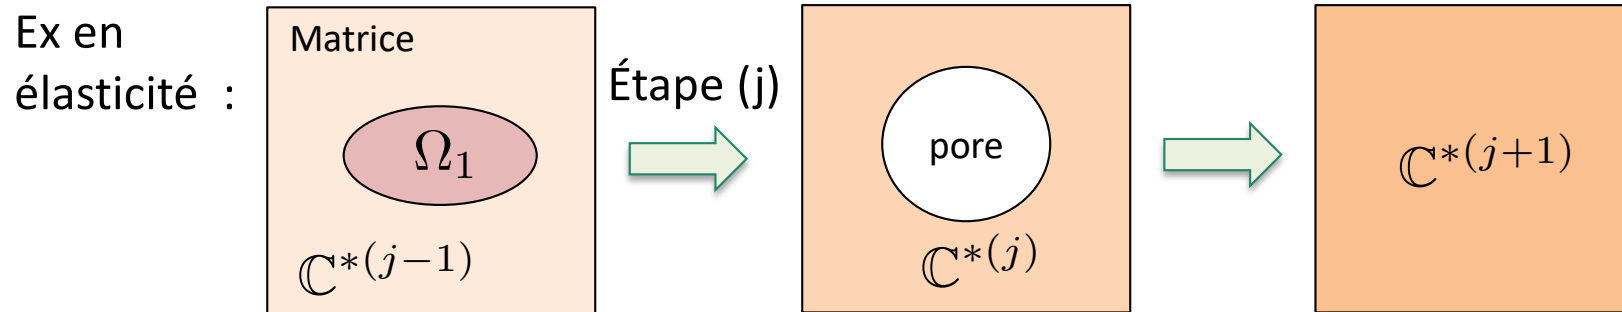 Ex en
élasticité :
Matrice
Ω₁
ℂ*(j−1)
Étape (j)
pore
ℂ*(j)
ℂ*(j+1)